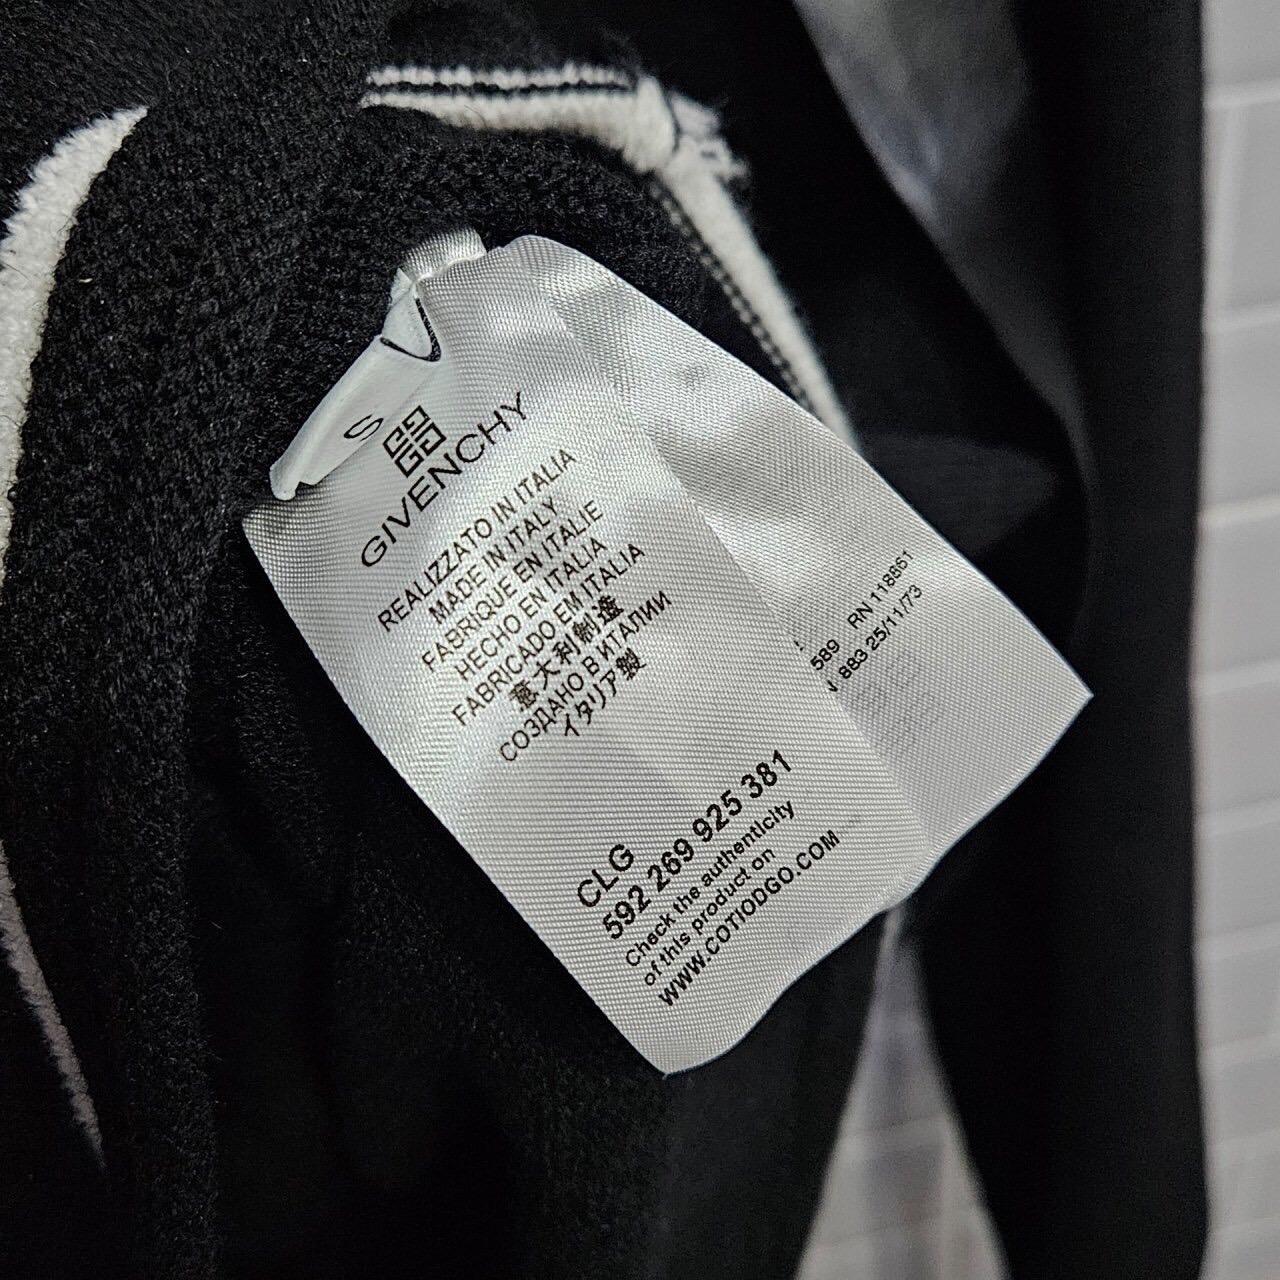 S
GIVENCHY
REALIZZATO IN ITALIA
MADE IN ITALY
FABRIQUE EN ITALIE
HECHO EN ITALIA
FABRICADO EM ITALIA
意大利制造
СОЗДАНО В ИТАЛИИ
イタリア製
CLG
592 269 925 381
Check the authenticity
of this product on
WWW.COTIODGO.COM
589 RN 118661
883 25/11/73